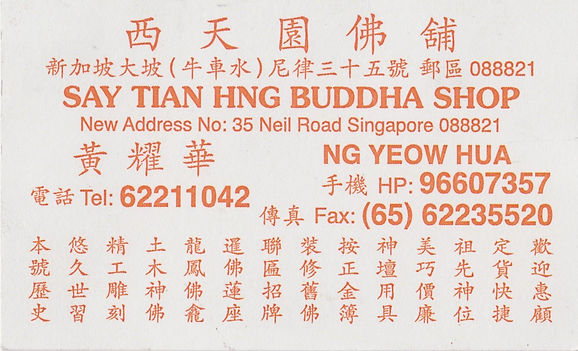 西天園佛舖
新加坡大坡(牛車水)尼律三十五號 郵區 088821
SAY TIAN HNG BUDDHA SHOP
New Address No: 35 Neil Road Singapore 088821
黃耀華 NG YEOW HUA
電話 Tel: 62211042
手機 HP: 96607357
傳真 Fax: (65) 62235520
本號歷史
悠久世習
精工雕刻
土木神佛
龍鳳佛龕
暹佛蓮座
聯區招牌
裝修舊佛
按正金簿
神壇用具
美巧價廉
祖先神位
定貨快捷
歡迎惠顧